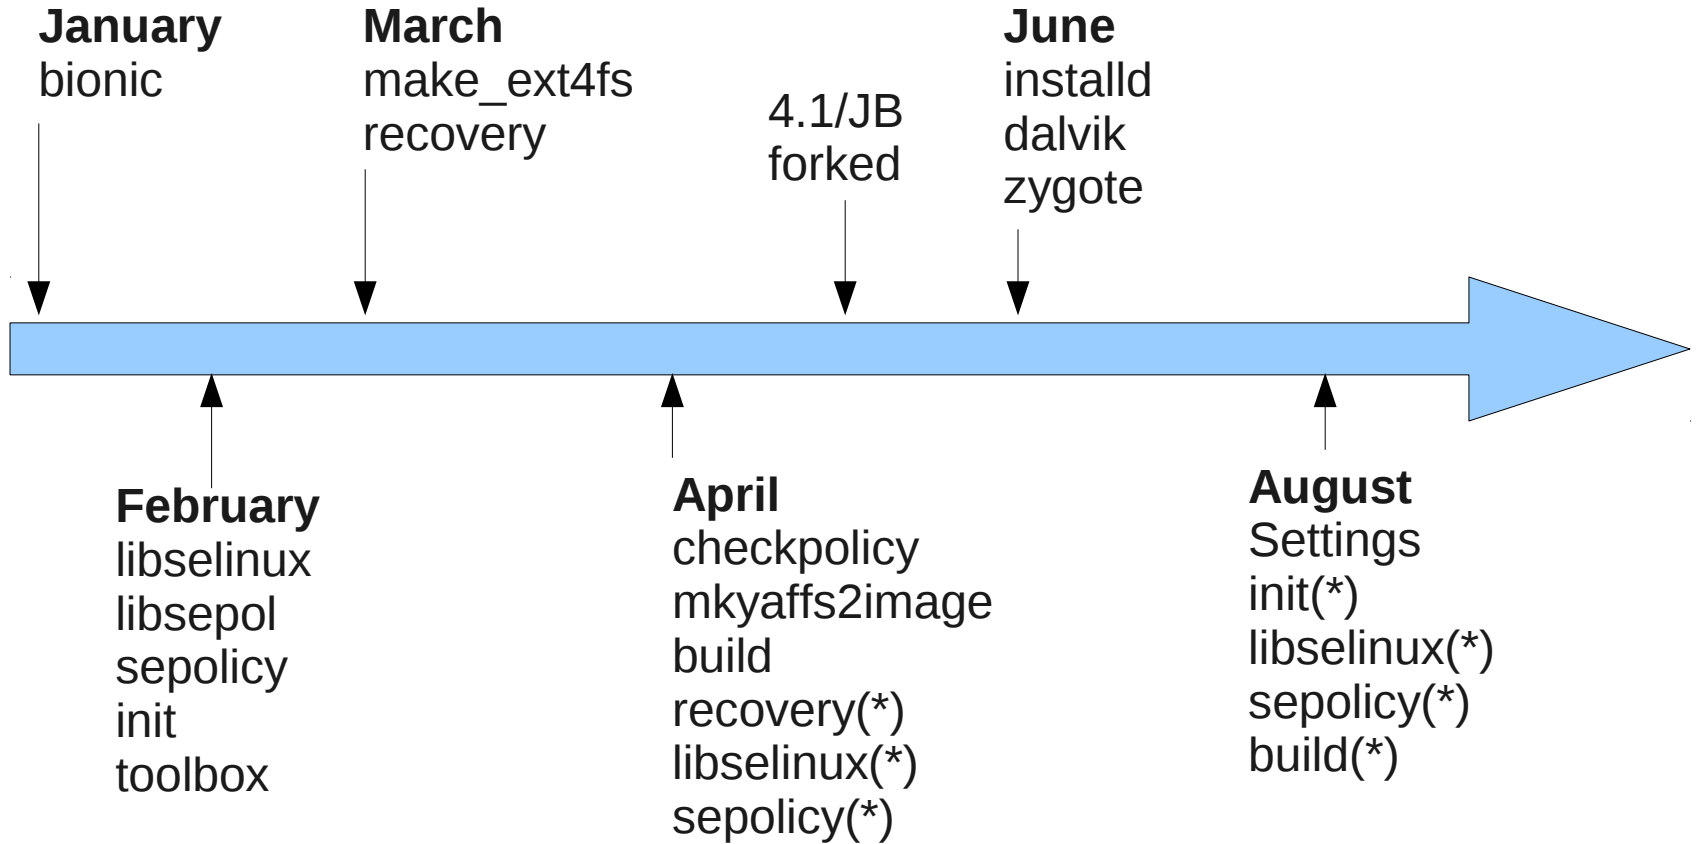 January
bionic
March
make_ext4fs
recovery
4.1/JB
forked
June
installd
dalvik
zygote
February
libselinux
libsepol
sepolicy
init
toolbox
April
checkpolicy
mkyaffs2image
build
recovery(*)
libselinux(*)
sepolicy(*)
August
Settings
init(*)
libselinux(*)
sepolicy(*)
build(*)